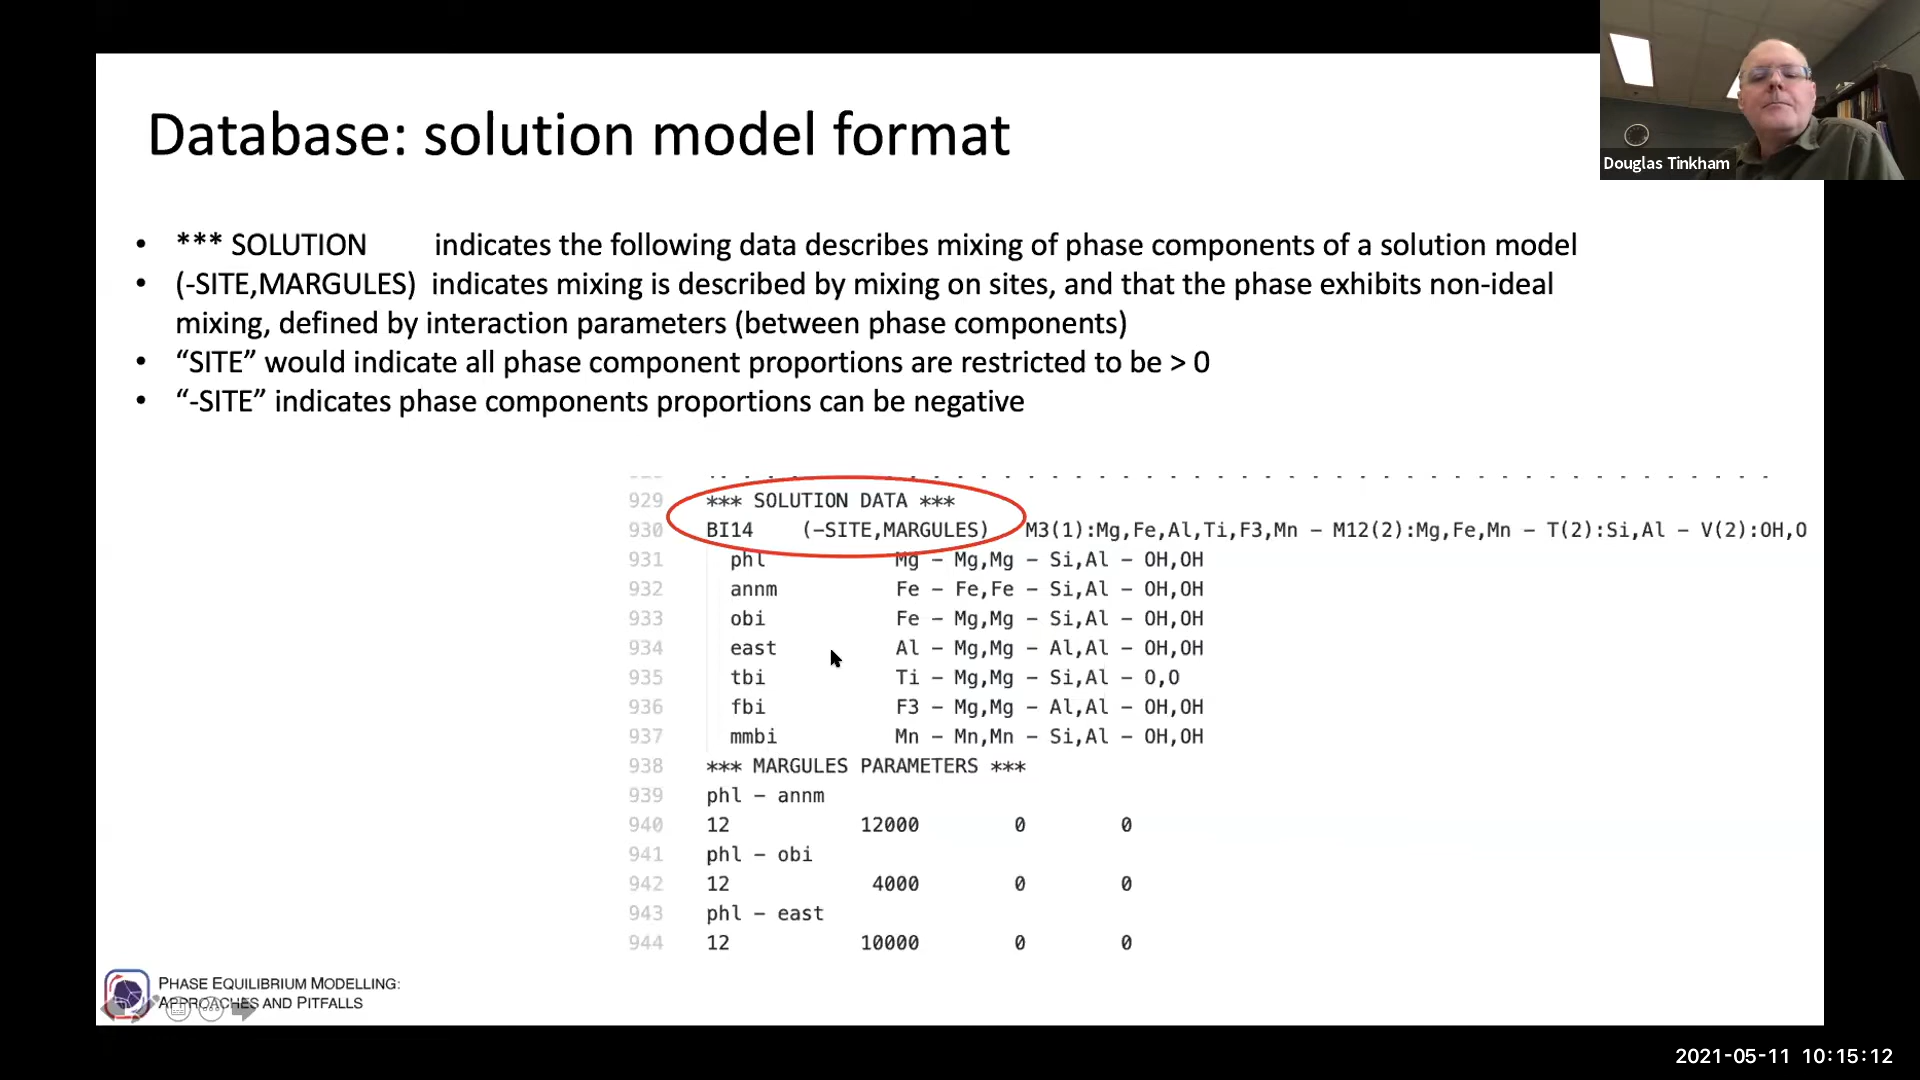 Database: solution model format
Douglas Tinkham
• *** SOLUTION indicates the following data describes mixing of phase components of a solution model
• (-SITE,MARGULES) indicates mixing is described by mixing on sites, and that the phase exhibits non-ideal
mixing, defined by interaction parameters (between phase components)
• “SITE” would indicate all phase component proportions are restricted to be > 0
• “-SITE” indicates phase components proportions can be negative
929 *** SOLUTION DATA ***
930 BI14 (-SITE,MARGULES) M3(1):Mg,Fe,Al,Ti,F3,Mn - M12(2):Mg,Fe,Mn - T(2):Si,Al - V(2):OH,O
931 phl Mg - Mg,Mg - Si,Al - OH,OH
932 annm Fe - Fe,Fe - Si,Al - OH,OH
933 obi Fe - Mg,Mg - Si,Al - OH,OH
934 east Al - Mg,Mg - Al,Al - OH,OH
935 tbi Ti - Mg,Mg - Si,Al - O,O
936 fbi F3 - Mg,Mg - Al,Al - OH,OH
937 mmbi Mn - Mn,Mn - Si,Al - OH,OH
938 *** MARGULES PARAMETERS ***
939 phl - annm
940 12 12000 0 0
941 phl - obi
942 12 4000 0 0
943 phl - east
944 12 10000 0 0
PHASE EQUILIBRIUM MODELLING:
APPROACHES AND PITFALLS
2021-05-11 10:15:12